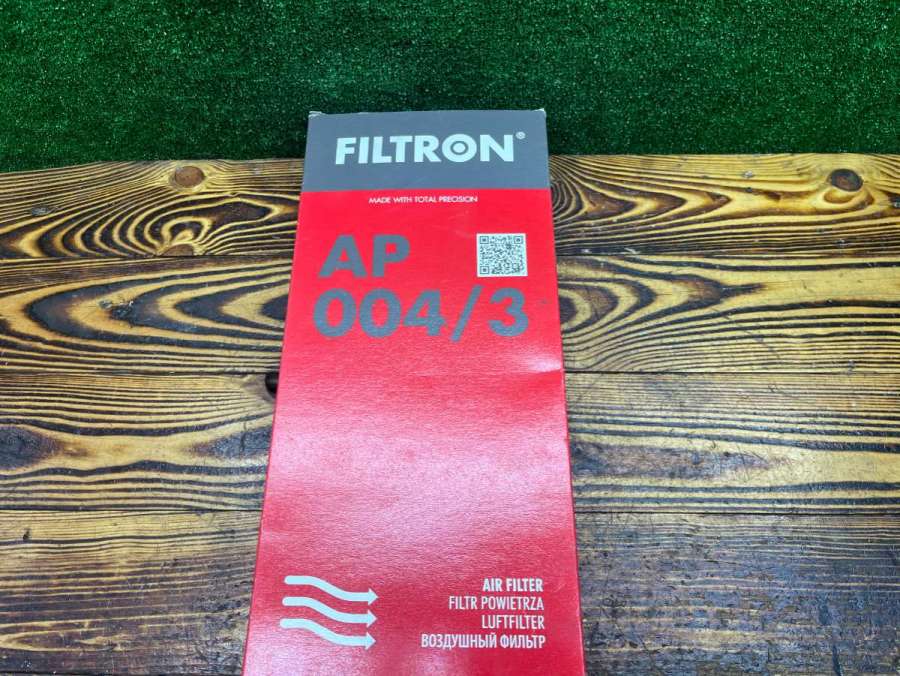 FILTRON®
MADE WITH TOTAL PRECISION
AP
004/3
AIR FILTER
FILTR POWIETRZA
LUFTFILTER
ВОЗДУШНЫЙ ФИЛЬТР